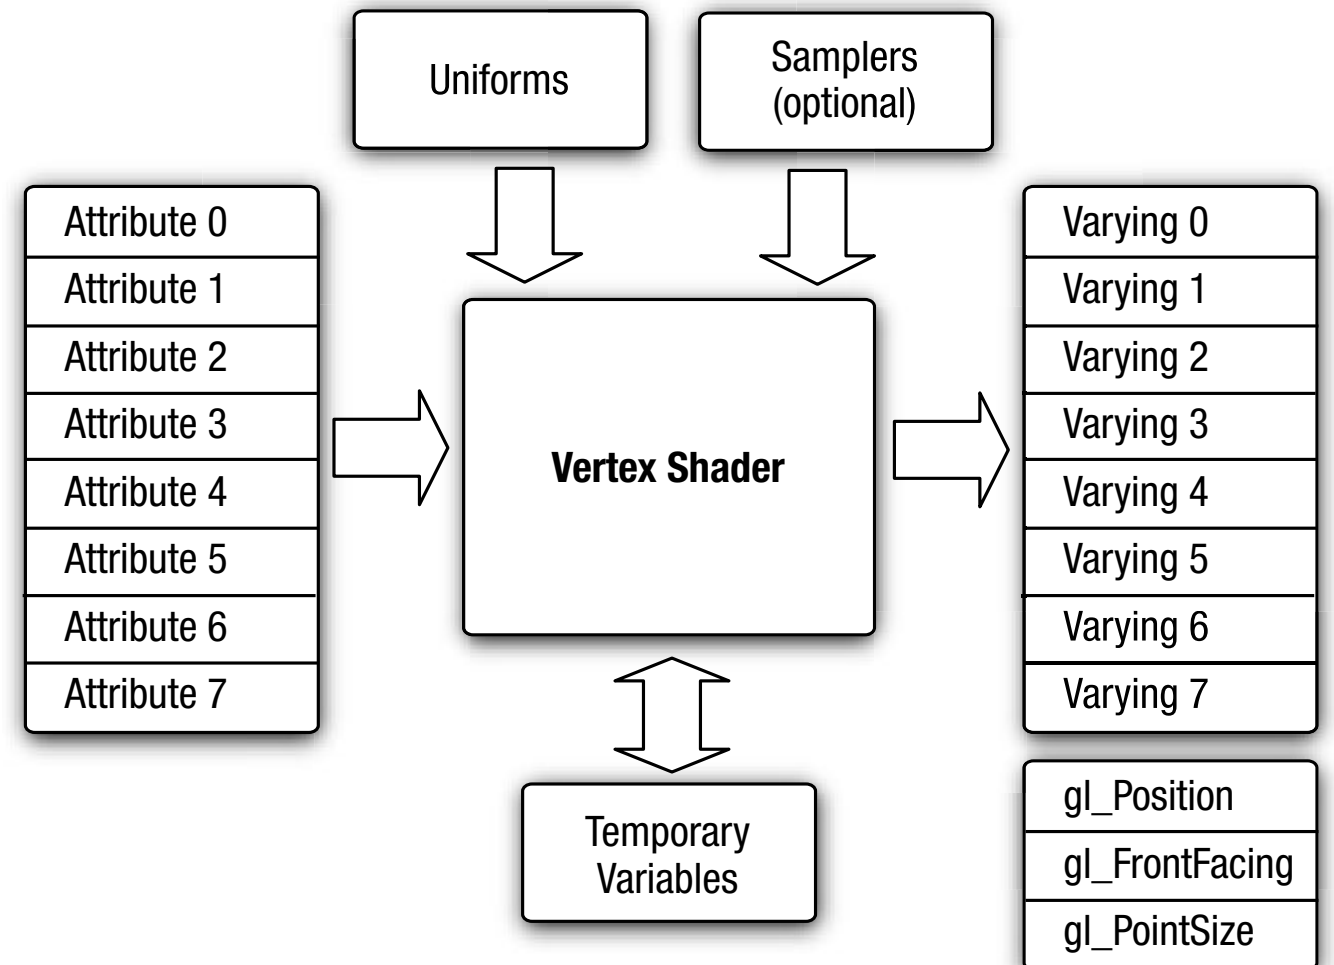 Uniforms
Samplers
(optional)
Attribute 0
Attribute 1
Attribute 2
Attribute 3
Attribute 4
Attribute 5
Attribute 6
Attribute 7
Vertex Shader
Temporary
Variables
Varying 0
Varying 1
Varying 2
Varying 3
Varying 4
Varying 5
Varying 6
Varying 7
gl_Position
gl_FrontFacing
gl_PointSize